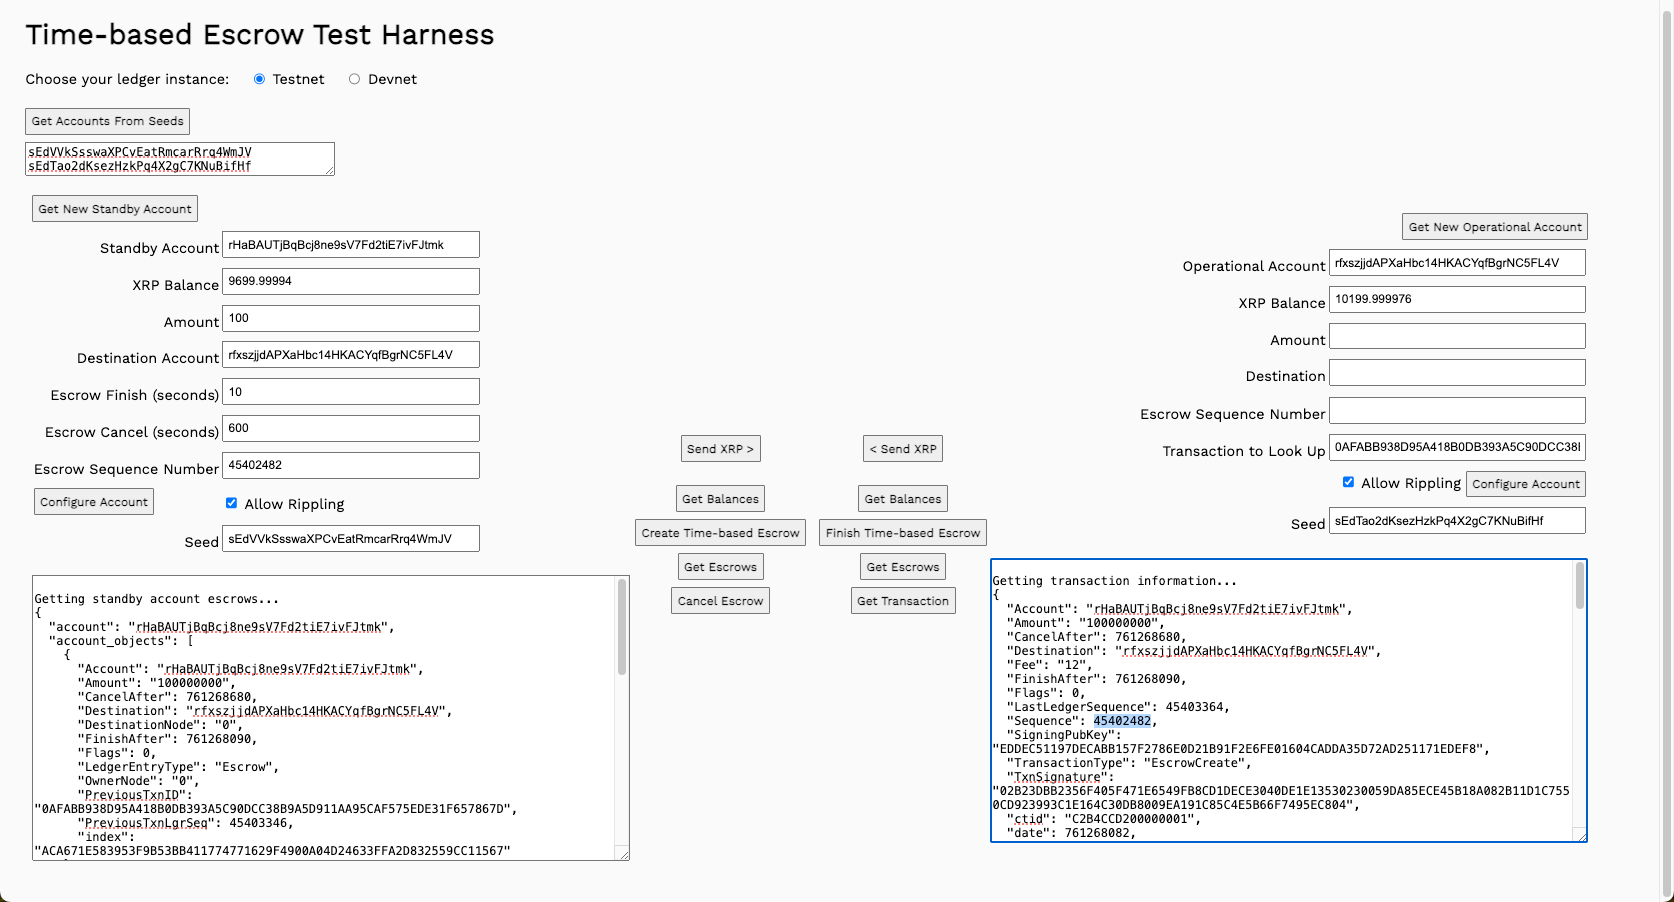 Time-based Escrow Test Harness
Choose your ledger instance: Testnet Devnet
Get Accounts From Seeds
sEdVVkSsswaXPCvEatRmcarRrq4WmJV
sEdTao2dKsezHzkPq4X2gC7KNuBifHf
Get New Standby Account
Standby Account rHaBAUTjBqBcj8ne9sV7Fd2tiE7ivFJtmk
XRP Balance 9699.99994
Amount 100
Destination Account rfxszjjdAPXaHbc14HKACYqfBgrNC5FL4V
Escrow Finish (seconds) 10
Escrow Cancel (seconds) 600
Escrow Sequence Number 45402482
Configure Account Allow Rippling
Seed sEdVVkSsswaXPCvEatRmcarRrq4WmJV
Getting standby account escrows...
{
"account": "rHaBAUTjBqBcj8ne9sV7Fd2tiE7ivFJtmk",
"account_objects": [
{
"Account": "rHaBAUTjBqBcj8ne9sV7Fd2tiE7ivFJtmk",
"Amount": "100000000",
"CancelAfter": 761268680,
"Destination": "rfxszjjdAPXaHbc14HKACYqfBgrNC5FL4V",
"DestinationNode": "0",
"FinishAfter": 761268090,
"Flags": 0,
"LedgerEntryType": "Escrow",
"OwnerNode": "0",
"PreviousTxnID":
"0AFABB938D95A418B0DB393A5C90DCC38B9A5D911AA95CAF575EDE31F657867D",
"PreviousTxnLgrSeq": 45403346,
"index":
"ACA671E583953F9B53BB411774771629F4900A04D24633FFA2D832559CC11567"
Send XRP >
Get Balances
Create Time-based Escrow
Get Escrows
Cancel Escrow
< Send XRP
Get Balances
Finish Time-based Escrow
Get Escrows
Get Transaction
Get New Operational Account
Operational Account rfxszjjdAPXaHbc14HKACYqfBgrNC5FL4V
XRP Balance 10199.999976
Amount
Destination
Escrow Sequence Number
Transaction to Look Up 0AFABB938D95A418B0DB393A5C90DCC38
Allow Rippling Configure Account
Seed sEdTao2dKsezHzkPq4X2gC7KNuBifHf
Getting transaction information...
{
"Account": "rHaBAUTjBqBcj8ne9sV7Fd2tiE7ivFJtmk",
"Amount": "100000000",
"CancelAfter": 761268680,
"Destination": "rfxszjjdAPXaHbc14HKACYqfBgrNC5FL4V",
"Fee": "12",
"FinishAfter": 761268090,
"Flags": 0,
"LastLedgerSequence": 45403364,
"Sequence": 45402482,
"SigningPubKey":
"EDDEC51197DECABB157F2786E0D21B91F2E6FE01604CADDA35D72AD251171EDEF8",
"TransactionType": "EscrowCreate",
"TxnSignature":
"02B23DBB2356F405F471E6549FB8CD1DECE3040DE1E13530230059DA85ECE45B18A082B11D1C755
0CD923993C1E164C30DB8009EA191C85C4E5B66F7495EC804",
"ctid": "C2B4CCD200000001",
"date": 761268082,